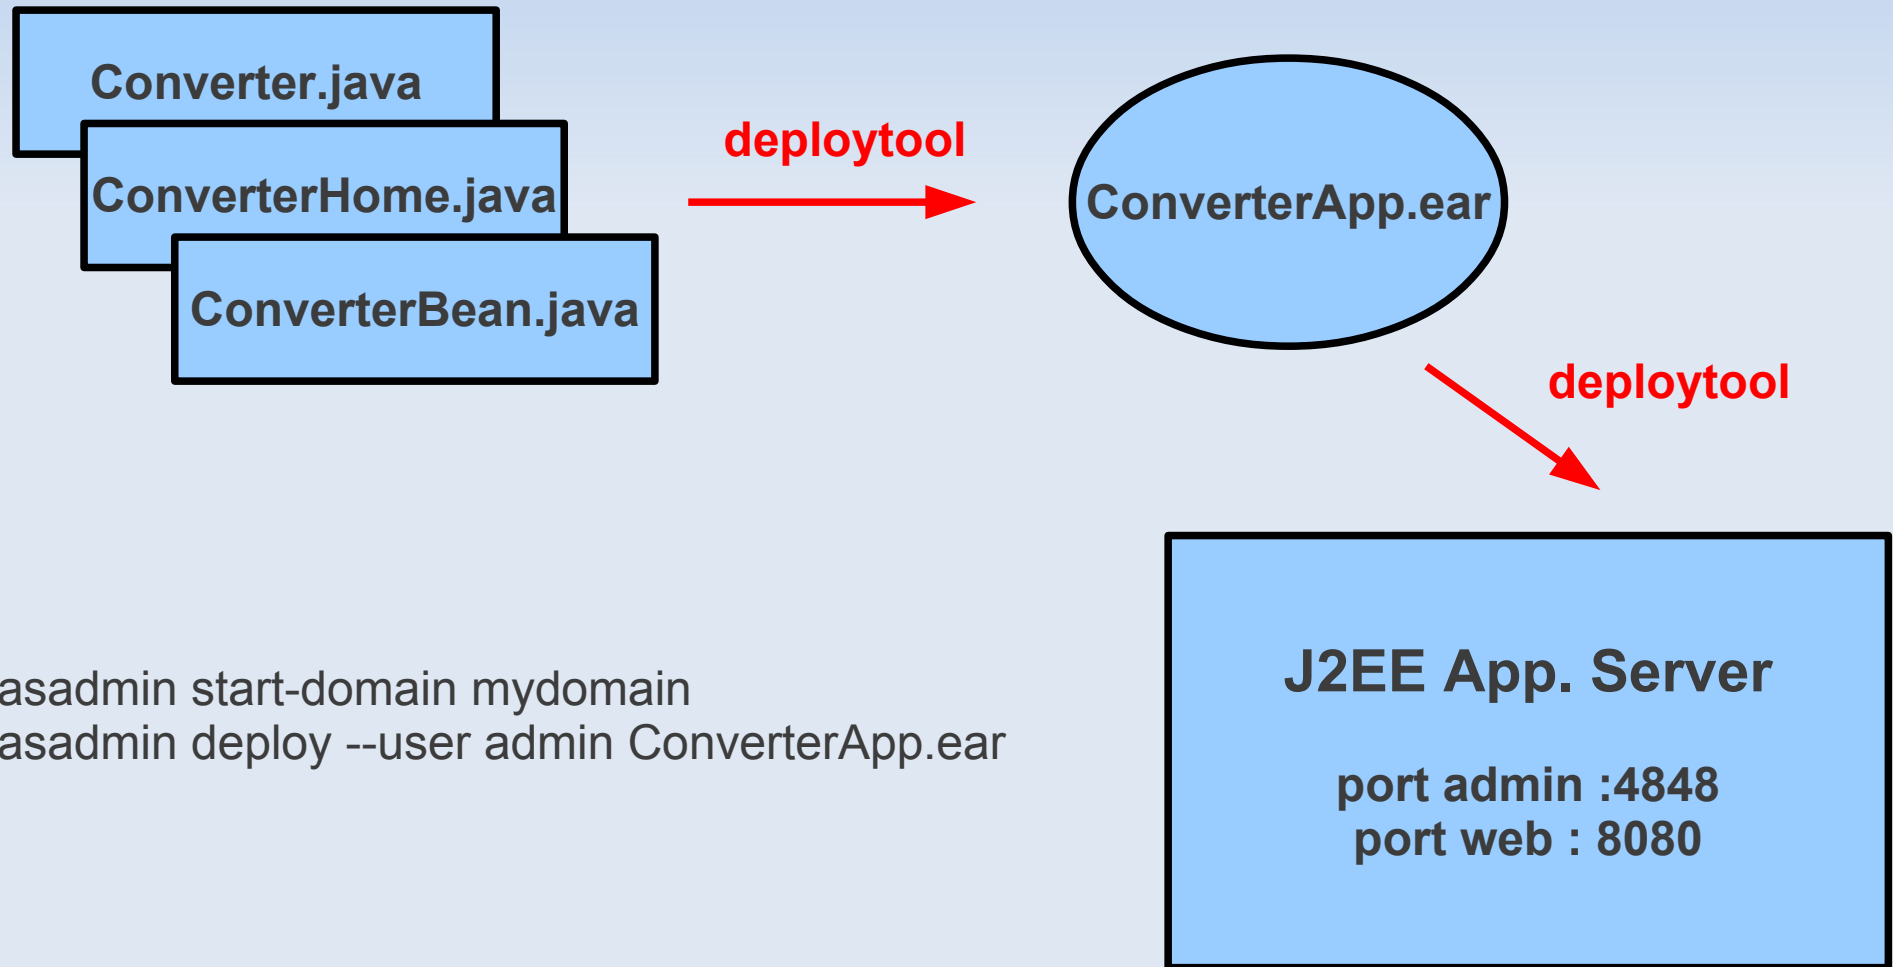 Converter.java
ConverterHome.java
ConverterBean.java
deploytool
ConverterApp.ear
deploytool
J2EE App. Server
port admin :4848
port web : 8080
asadmin start-domain mydomain
asadmin deploy --user admin ConverterApp.ear